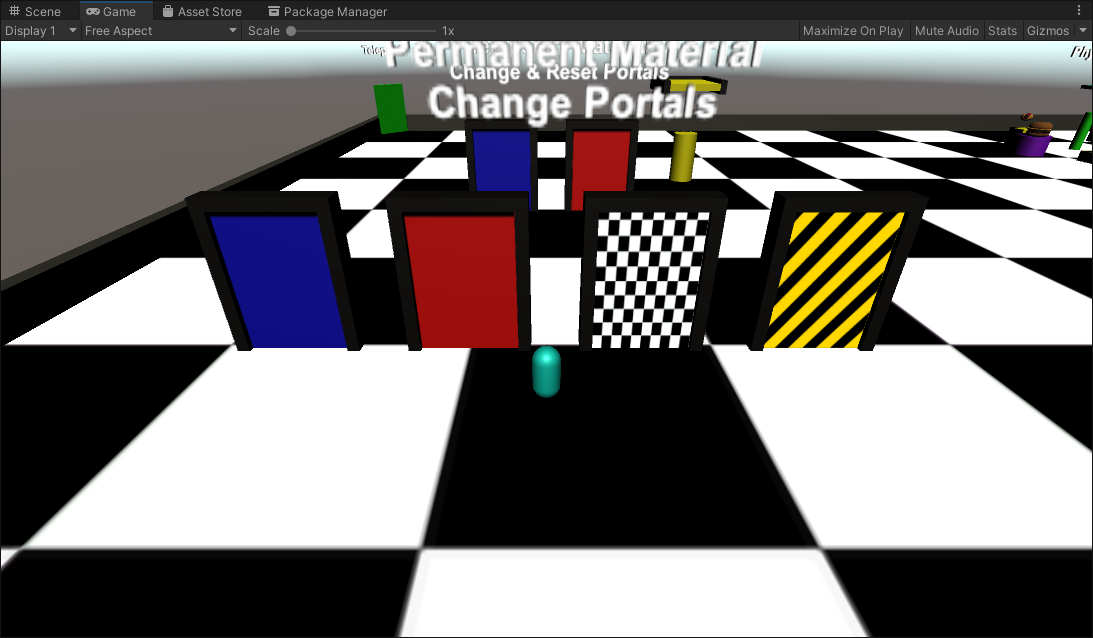 Scene
Game
Asset Store
Package Manager
Display 1
Free Aspect
Scale
1x
Maximize On Play
Mute Audio
Stats
Gizmos
Permanent Material
Change & Reset Portals
Change Portals